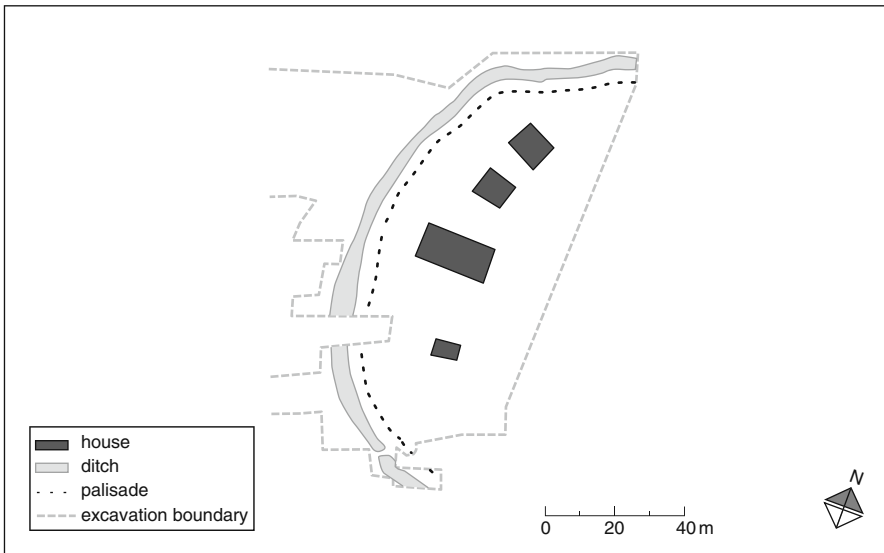 house
ditch
palisade
excavation boundary
0 20 40 m
N